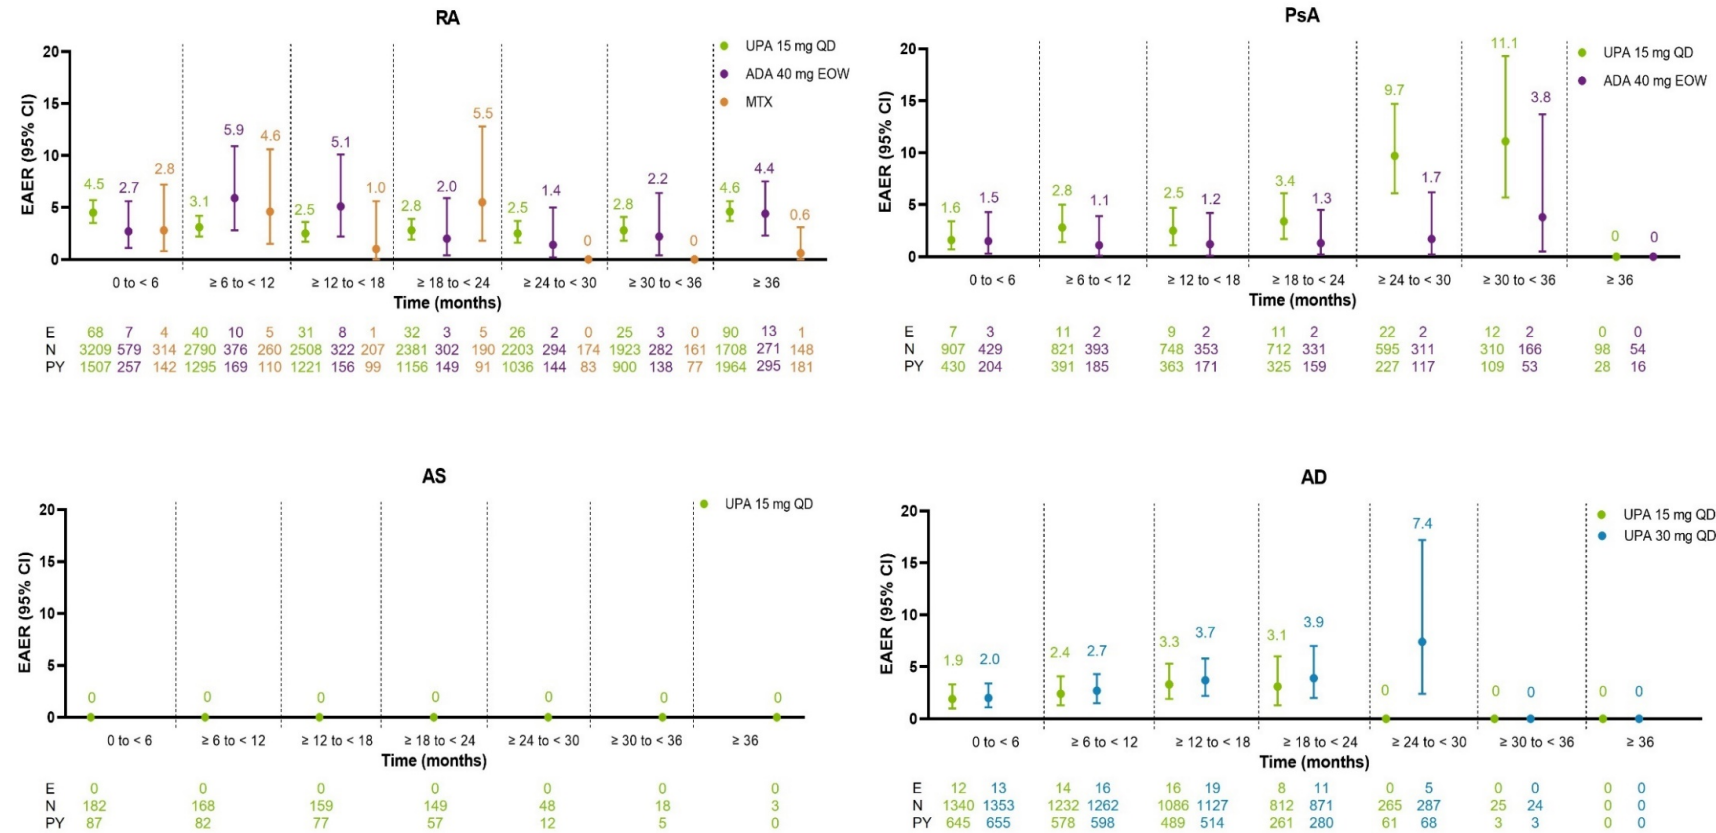 RA
UPA 15 mg QD
ADA 40 mg EOW
MTX
EAER (95% CI)
20
15
10
5
0
4.5 2.7 2.8 3.1 5.9 4.6 2.5 5.1 1.0 2.8 2.0 5.5 2.5 1.4 0 2.8 2.2 0 4.6 4.4 0.6
0 to < 6 ≥ 6 to < 12 ≥ 12 to < 18 ≥ 18 to < 24 ≥ 24 to < 30 ≥ 30 to < 36 ≥ 36
Time (months)
E 68 7 4 40 10 5 31 8 1 32 3 5 26 2 0 25 3 0 90 13 1
N 3209 579 314 2790 376 260 2508 322 207 2381 302 190 2203 294 174 1923 282 161 1708 271 148
PY 1507 257 142 1295 169 110 1221 156 99 1156 149 91 1036 144 83 900 138 77 1964 295 181
PsA
UPA 15 mg QD
ADA 40 mg EOW
EAER (95% CI)
20
15
10
5
0
1.6 1.5 2.8 1.1 2.5 1.2 3.4 1.3 9.7 1.7 11.1 3.8 0 0
0 to < 6 ≥ 6 to < 12 ≥ 12 to < 18 ≥ 18 to < 24 ≥ 24 to < 30 ≥ 30 to < 36 ≥ 36
Time (months)
E 7 3 11 2 9 2 11 2 22 2 12 2 0 0
N 907 429 821 393 748 353 712 331 595 311 310 166 98 54
PY 430 204 391 185 363 171 325 159 227 117 109 53 28 16
AS
UPA 15 mg QD
EAER (95% CI)
20
15
10
5
0
0 0 0 0 0 0 0
0 to < 6 ≥ 6 to < 12 ≥ 12 to < 18 ≥ 18 to < 24 ≥ 24 to < 30 ≥ 30 to < 36 ≥ 36
Time (months)
E 0 0 0 0 0 0 0
N 182 168 159 149 48 18 3
PY 87 82 77 57 12 5 0
AD
UPA 15 mg QD
UPA 30 mg QD
EAER (95% CI)
20
15
10
5
0
1.9 2.0 2.4 2.7 3.3 3.7 3.1 3.9 0 7.4 0 0 0 0
0 to < 6 ≥ 6 to < 12 ≥ 12 to < 18 ≥ 18 to < 24 ≥ 24 to < 30 ≥ 30 to < 36 ≥ 36
Time (months)
E 12 13 14 16 16 19 8 11 0 5 0 0 0 0
N 1340 1353 1232 1262 1086 1127 812 871 265 287 25 24 0 0
PY 645 655 578 598 489 514 261 280 61 68 3 3 0 0